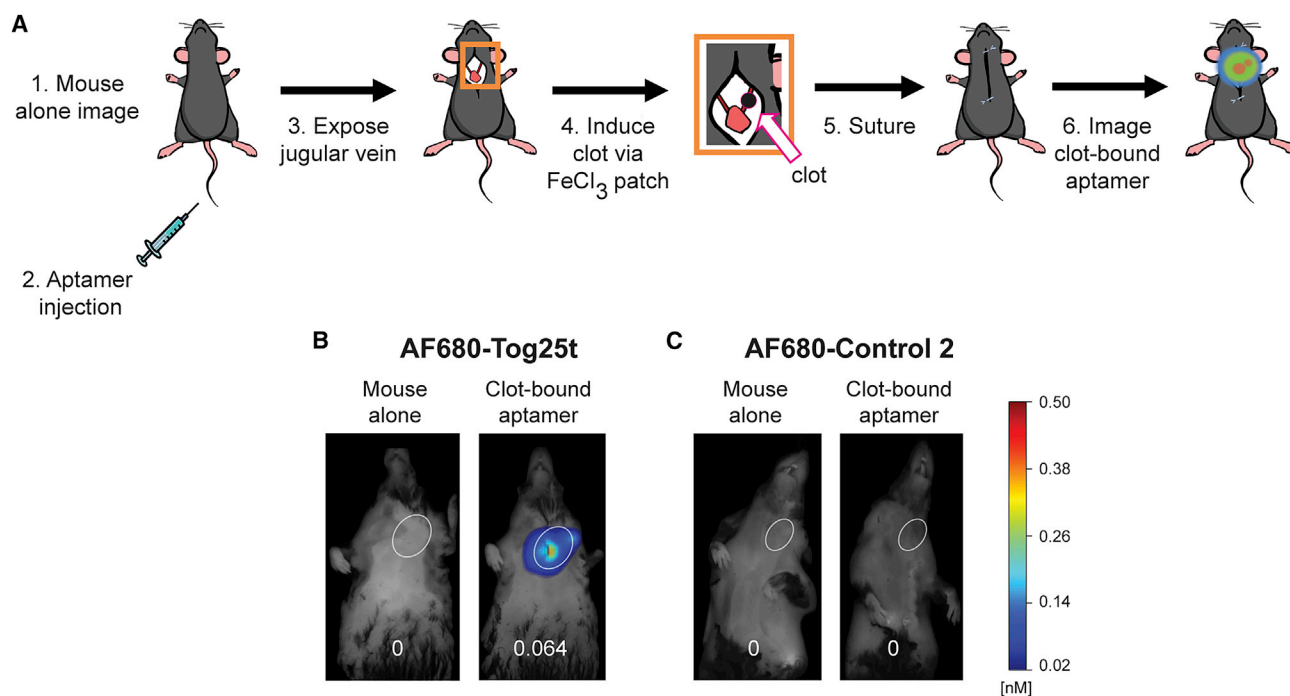 A
1. Mouse
alone image
2. Aptamer
injection
3. Expose
jugular vein
4. Induce
clot via
FeCl3 patch
clot
5. Suture
6. Image
clot-bound
aptamer
B
AF680-Tog25t
Mouse
alone
Clot-bound
aptamer
0
0.064
C
AF680-Control 2
Mouse
alone
Clot-bound
aptamer
0
0
0.50
0.38
0.26
0.14
0.02
[nM]